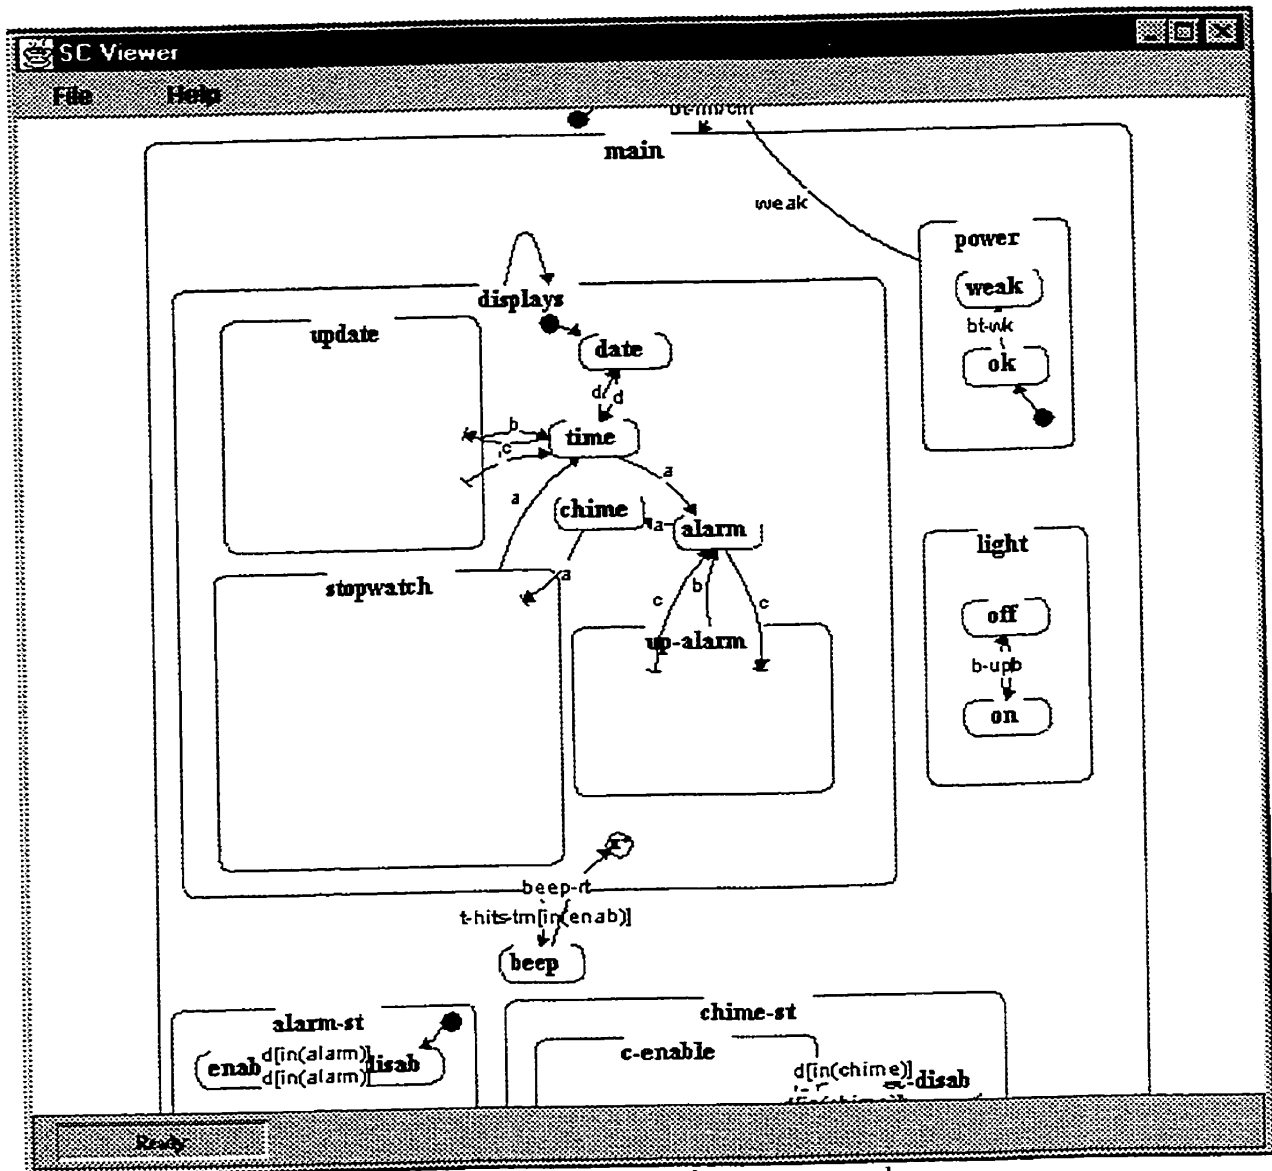 SC Viewer
File Help
main
weak
power
weak
bt-wk
ok
displays
update
date
d d
b
time
c
a
a
chime
a
alarm
light
stopwatch
a
c b c
off
up-alarm
b-up b
on
beep-rt
t-hits-tm[in(enab)]
beep
alarm-st
chime-st
enab d[in(alarm)] disab
d[in(alarm)]
c-enable
d[in(chime)]
-disab
Ready